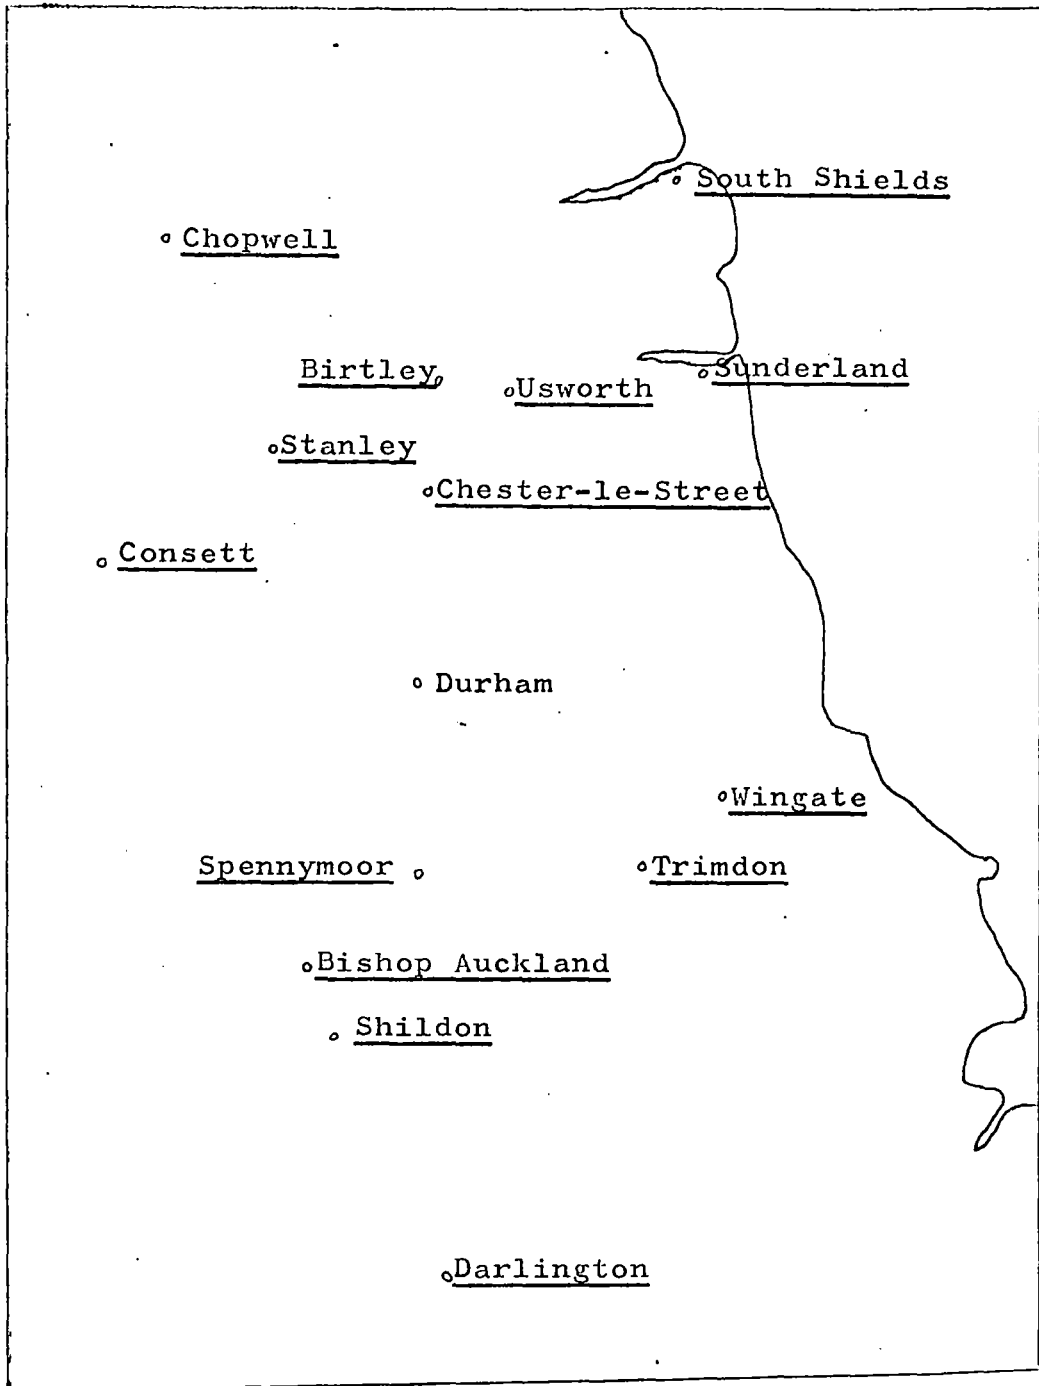 South Shields
Chopwell
Birtley
Usworth
Sunderland
Stanley
Chester-le-Street
Consett
Durham
Wingate
Spennymoor
Trimdon
Bishop Auckland
Shildon
Darlington